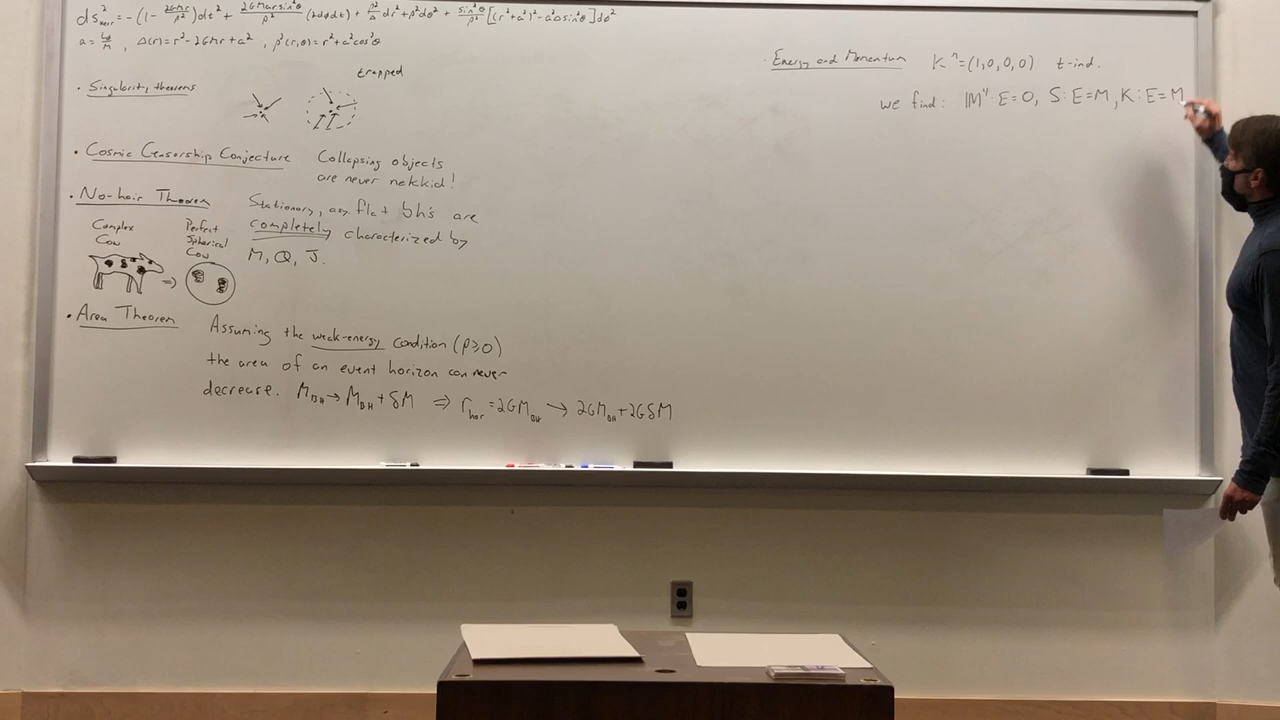 ds²_Kerr = -(1 - 2GMr/ρ²)dt² + 2GMar sin²θ/ρ² (2dφdt) + ρ²/Δ dr² + ρ²dθ² + sin²θ/ρ² [(r²+a²)² - a²Δsin²θ]dφ²
Δ(r) = r² - 2GMr + a² , ρ²(r,θ) = r² + a²cos²θ
trapped
· Singularity theorems
· Cosmic Censorship Conjecture
Collapsing objects
are never nekkid!
· No-hair Theorem
Stationary, asy. flat bh's are
completely characterized by
M, Q, J.
Complex
Cow
Perfect
Spherical
Cow
⇒
· Area Theorem
Assuming the weak-energy condition (ρ≥0)
the area of an event horizon can never
decrease. M_BH → M_BH + δM ⇒ r_hor = 2GM_BH → 2GM_BH + 2GδM
· Energy and Momentum K^μ = (1,0,0,0) t-ind.
we find: M⁴: E=0, S: E=M, K: E=M